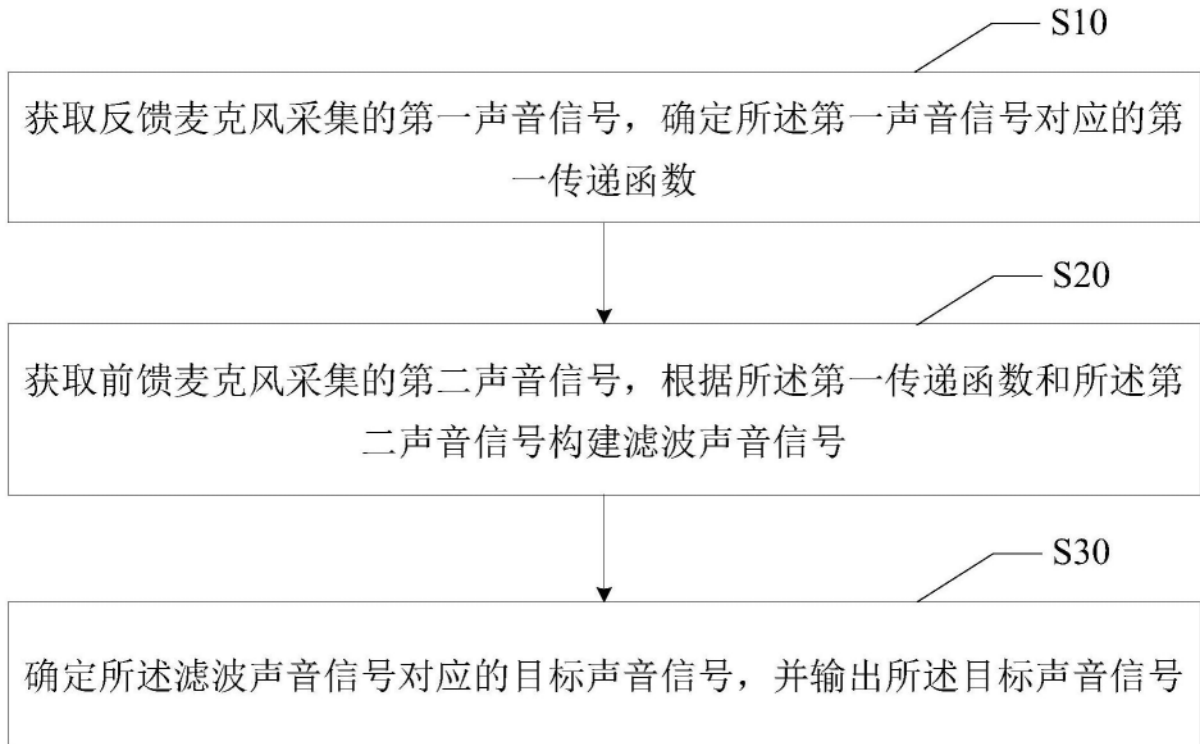 S10
获取反馈麦克风采集的第一声音信号，确定所述第一声音信号对应的第
一传递函数
S20
获取前馈麦克风采集的第二声音信号，根据所述第一传递函数和所述第
二声音信号构建滤波声音信号
S30
确定所述滤波声音信号对应的目标声音信号，并输出所述目标声音信号